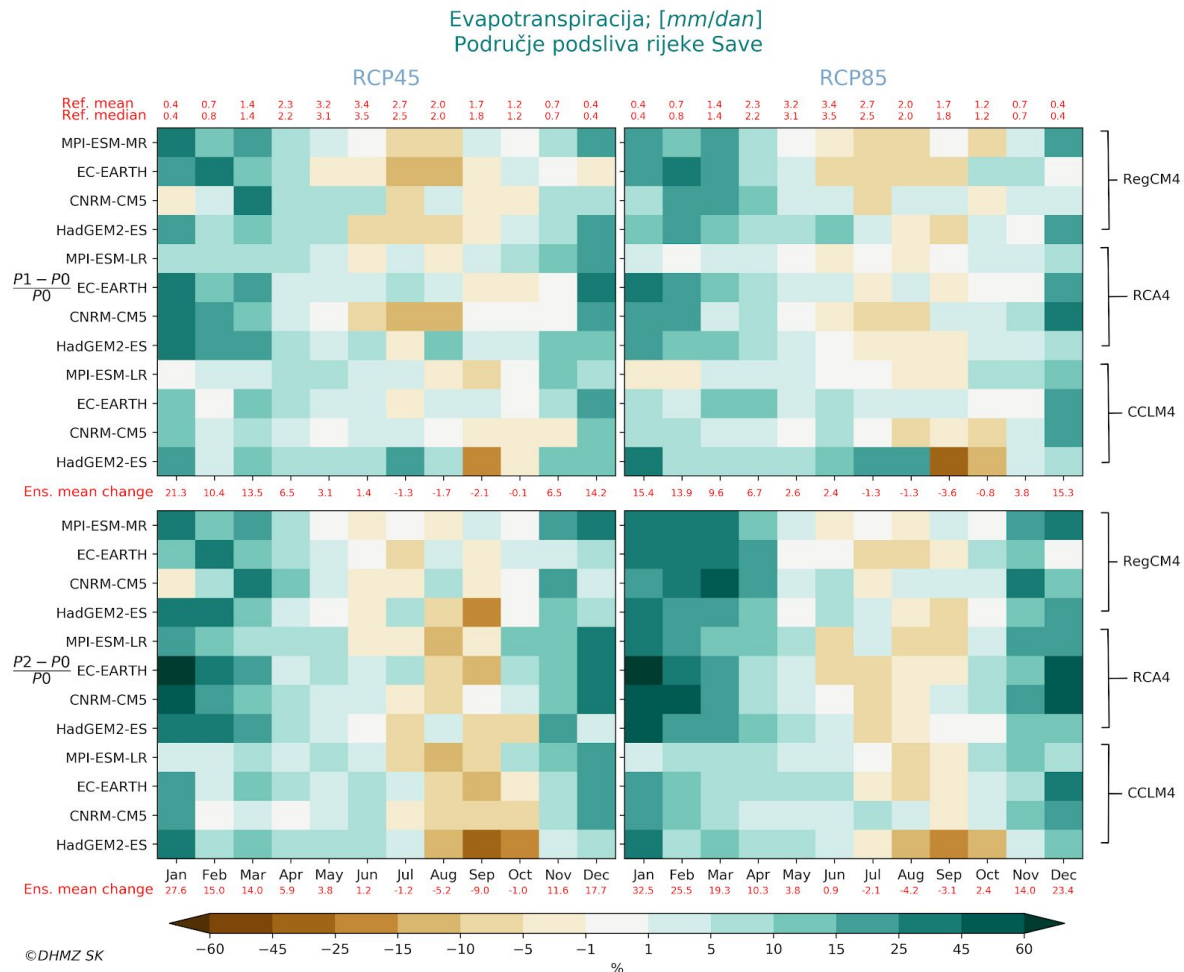 Evapotranspiracija; [mm/dan]
Područje podsliva rijeke Save
RCP45 RCP85
Ref. mean 0.4 0.7 1.4 2.3 3.2 3.4 2.7 2.0 1.7 1.2 0.7 0.4 0.4 0.7 1.4 2.3 3.2 3.4 2.7 2.0 1.7 1.2 0.7 0.4
Ref. median 0.4 0.8 1.4 2.2 3.1 3.5 2.5 2.0 1.8 1.2 0.7 0.4 0.4 0.8 1.4 2.2 3.1 3.5 2.5 2.0 1.8 1.2 0.7 0.4
MPI-ESM-MR
EC-EARTH
RegCM4
CNRM-CM5
HadGEM2-ES
MPI-ESM-LR
P1 − P0
P0
EC-EARTH
RCA4
CNRM-CM5
HadGEM2-ES
MPI-ESM-LR
EC-EARTH
CCLM4
CNRM-CM5
HadGEM2-ES
Ens. mean change 21.3 10.4 13.5 6.5 3.1 1.4 -1.3 -1.7 -2.1 -0.1 6.5 14.2 15.4 13.9 9.6 6.7 2.6 2.4 -1.3 -1.3 -3.6 -0.8 3.8 15.3
MPI-ESM-MR
EC-EARTH
RegCM4
CNRM-CM5
HadGEM2-ES
MPI-ESM-LR
P2 − P0
P0
EC-EARTH
RCA4
CNRM-CM5
HadGEM2-ES
MPI-ESM-LR
EC-EARTH
CCLM4
CNRM-CM5
HadGEM2-ES
Jan Feb Mar Apr May Jun Jul Aug Sep Oct Nov Dec Jan Feb Mar Apr May Jun Jul Aug Sep Oct Nov Dec
Ens. mean change 27.6 15.0 14.0 5.9 3.8 1.2 -1.2 -5.2 -9.0 -1.0 11.6 17.7 32.5 25.5 19.3 10.3 3.8 0.9 -2.1 -4.2 -3.1 2.4 14.0 23.4
−60 −45 −25 −15 −10 −5 −1 1 5 10 15 25 45 60
%
©DHMZ SK